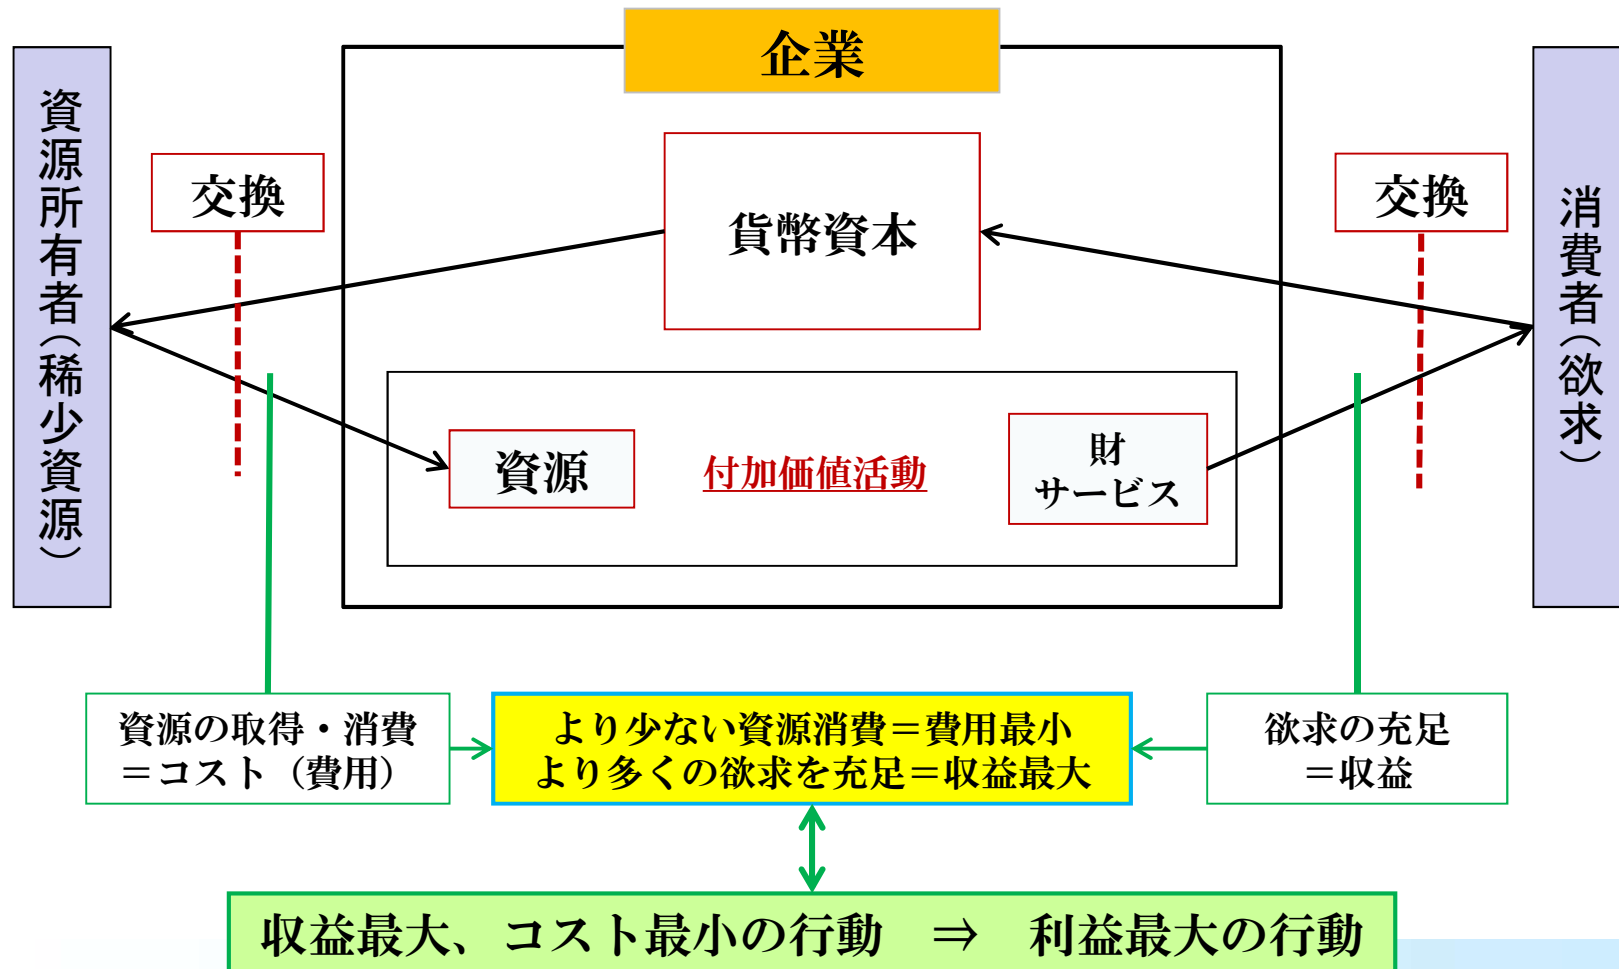 企業
資源所有者（稀少資源）
交換
貨幣資本
交換
消費者（欲求）
資源
付加価値活動
財
サービス
資源の取得・消費
＝コスト（費用）
より少ない資源消費＝費用最小
より多くの欲求を充足＝収益最大
欲求の充足
＝収益
収益最大、コスト最小の行動　⇒　利益最大の行動